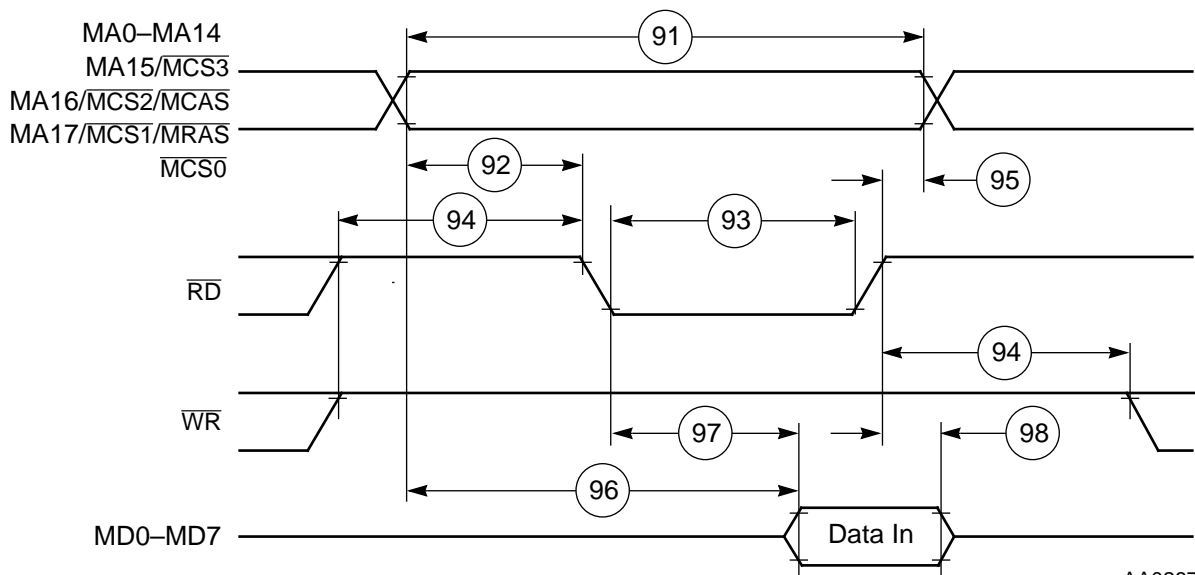 MA0–MA14
91
MA15/MCS3
MA16/MCS2/MCAS
MA17/MCS1/MRAS
MCS0
92
95
94
93
RD
94
WR
97
98
96
MD0–MD7
Data In